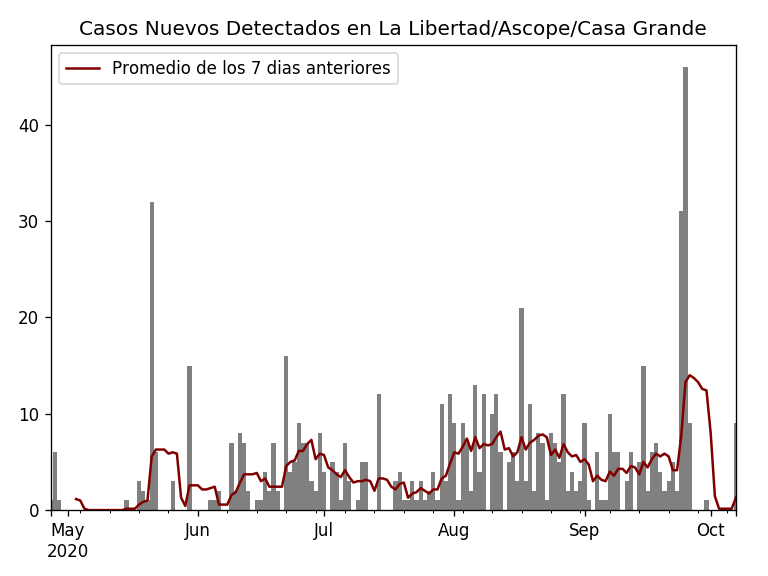 Casos Nuevos Detectados en La Libertad/Ascope/Casa Grande
Promedio de los 7 dias anteriores
40
30
20
10
0
May Jun Jul Aug Sep Oct
2020